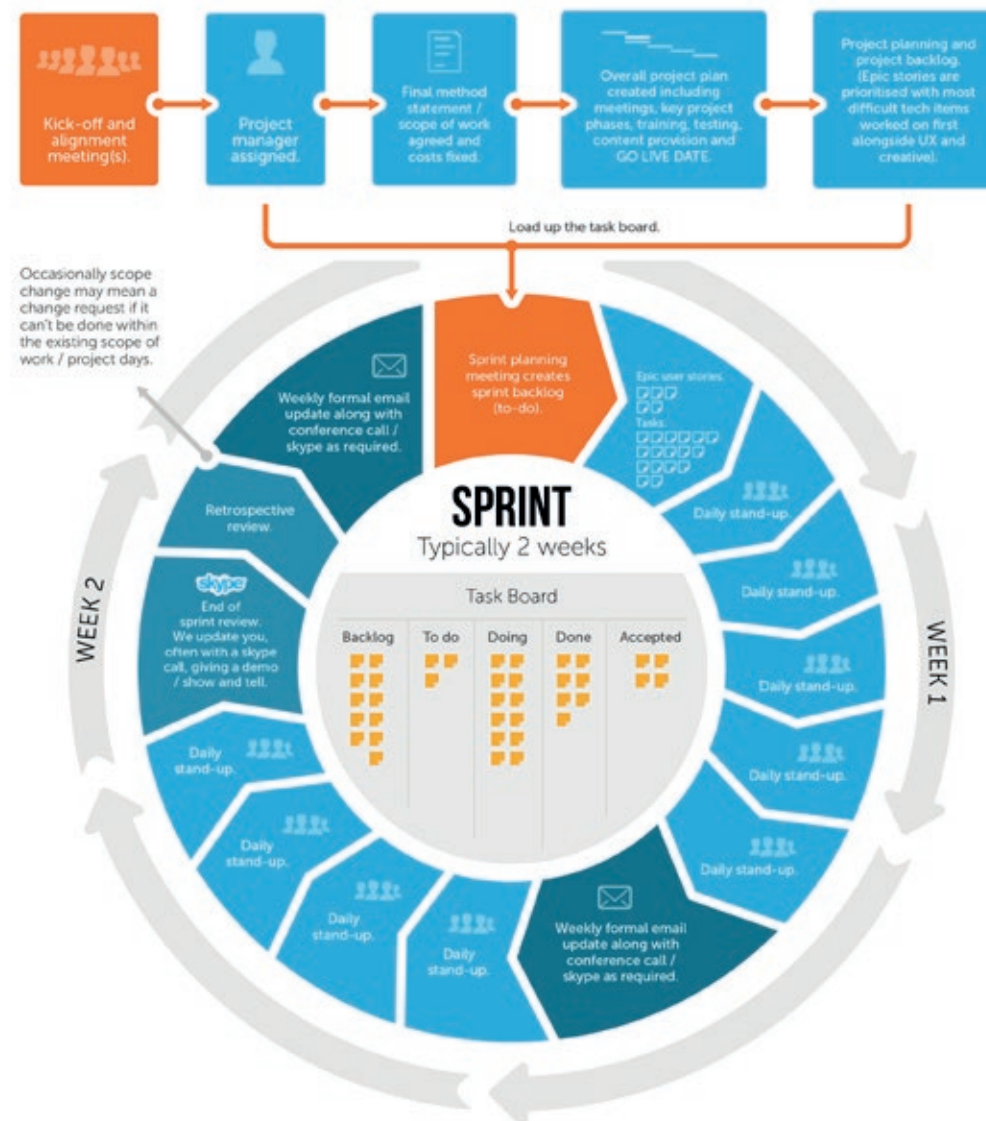 Kick-off and
alignment
meeting(s).
Project
manager
assigned.
Final method
statement /
scope of work
agreed and
costs fixed.
Overall project plan
created including
meetings, key project
phases, training, testing,
content provision and
GO LIVE DATE.
Project planning and
project backlog.
(Epic stories are
prioritised with most
difficult tech items
worked on first
alongside UX and
creative).
Load up the task board.
Occasionally scope
change may mean a
change request if it
can't be done within
the existing scope of
work / project days.
Sprint planning
meeting creates
sprint backlog
(to-do).
Epic user stories.
Tasks.
Daily stand-up.
Daily stand-up.
Daily stand-up.
Daily stand-up.
Daily stand-up.
WEEK 1
Weekly formal email
update along with
conference call /
skype as required.
Daily
stand-up.
Daily
stand-up.
Daily
stand-up.
Daily
stand-up.
WEEK 2
skype
End of
sprint review.
We update you,
often with a skype
call, giving a demo
/ show and tell.
Retrospective
review.
Weekly formal email
update along with
conference call /
skype as required.
SPRINT
Typically 2 weeks
Task Board
Backlog
To do
Doing
Done
Accepted